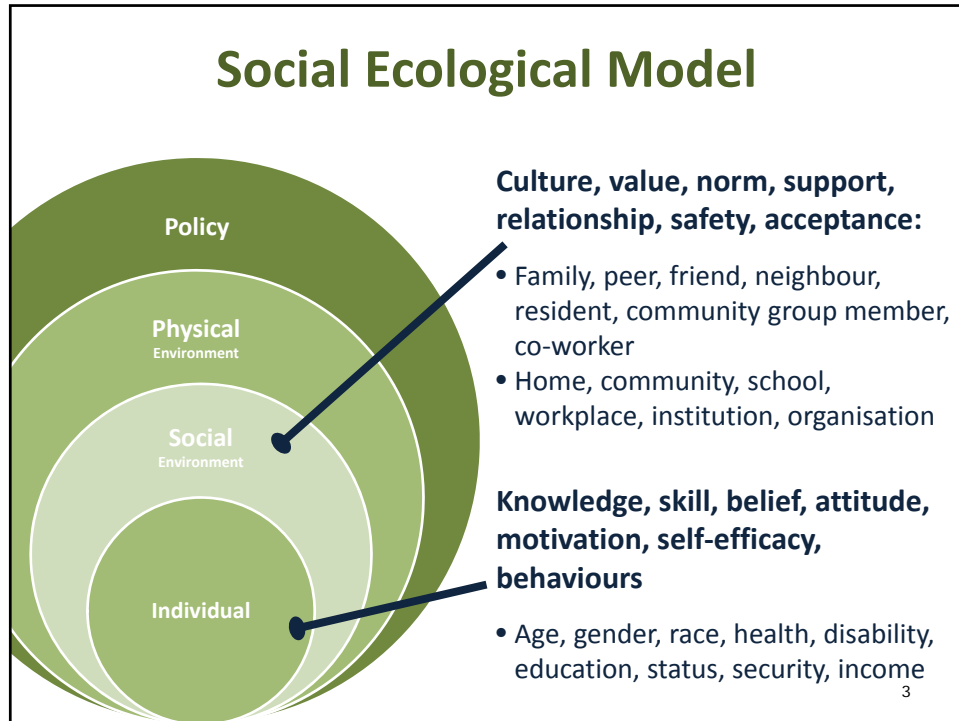 Social Ecological Model
Policy
Physical
Environment
Social
Environment
Individual
Culture, value, norm, support,
relationship, safety, acceptance:
• Family, peer, friend, neighbour,
resident, community group member,
co-worker
• Home, community, school,
workplace, institution, organisation
Knowledge, skill, belief, attitude,
motivation, self-efficacy,
behaviours
• Age, gender, race, health, disability,
education, status, security, income
3